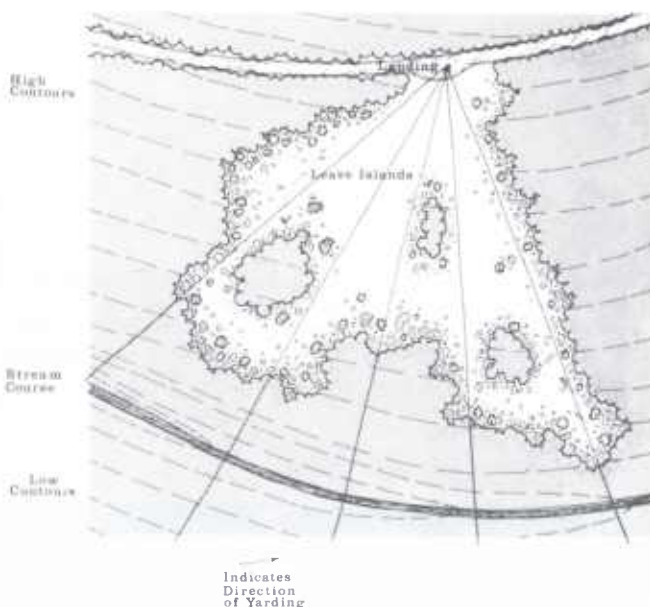 Landing
High
Contours
Leave Islands
Stream
Course
Low
Contours
Indicates
Direction
of Yarding